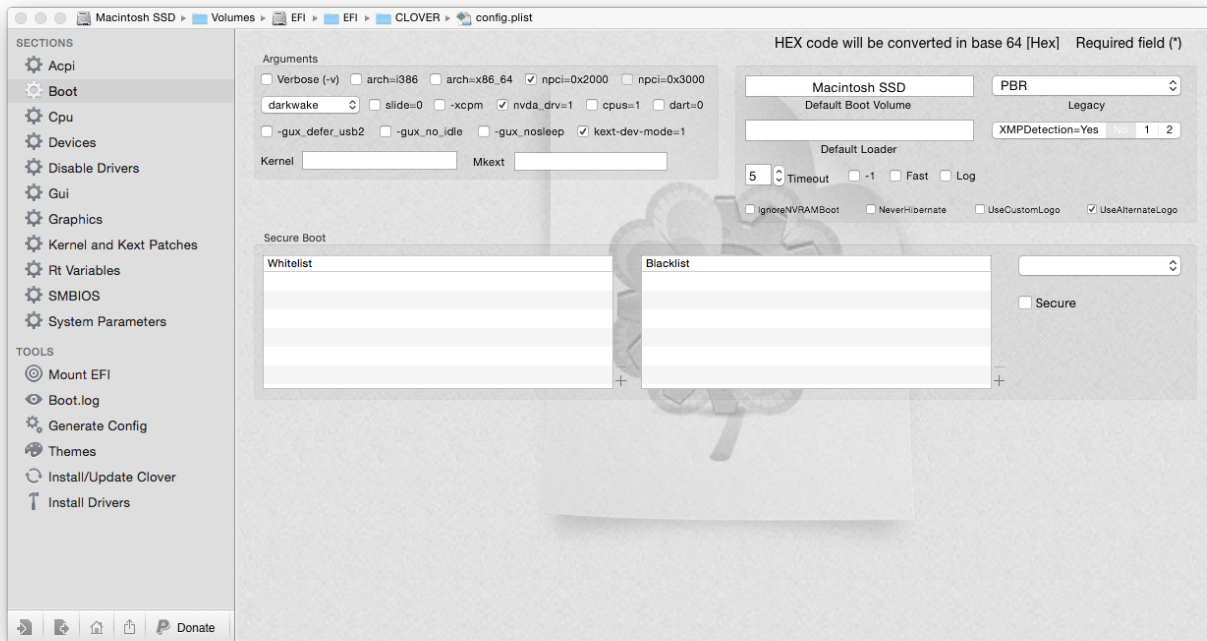 Macintosh SSD ▸ Volumes ▸ EFI ▸ EFI ▸ CLOVER ▸ config.plist
SECTIONS
Acpi
Boot
Cpu
Devices
Disable Drivers
Gui
Graphics
Kernel and Kext Patches
Rt Variables
SMBIOS
System Parameters
TOOLS
Mount EFI
Boot.log
Generate Config
Themes
Install/Update Clover
Install Drivers
Donate
HEX code will be converted in base 64 [Hex] Required field (*)
Arguments
Verbose (-v) arch=i386 arch=x86_64 npci=0x2000 npci=0x3000
darkwake slide=0 -xcpm nvda_drv=1 cpus=1 dart=0
-gux_defer_usb2 -gux_no_idle -gux_nosleep kext-dev-mode=1
Kernel Mkext
Macintosh SSD
Default Boot Volume
Default Loader
5 Timeout -1 Fast Log
IgnoreNVRAMBoot NeverHibernate UseCustomLogo UseAlternateLogo
PBR
Legacy
XMPDetection=Yes No 1 2
Secure Boot
Whitelist
+
Blacklist
+
Secure